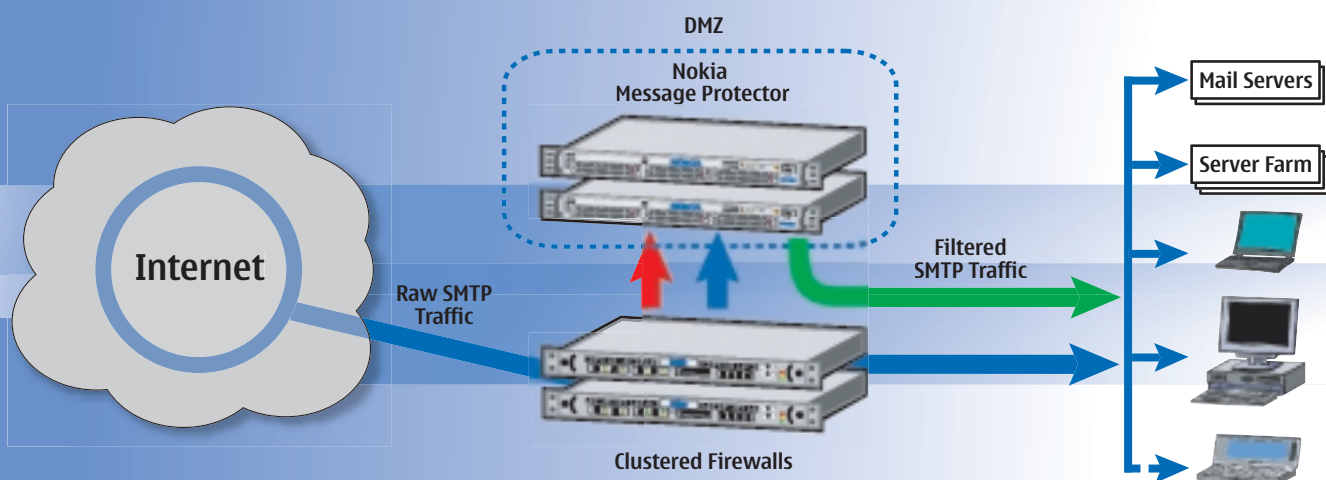 DMZ
Nokia
Message Protector
Internet
Raw SMTP
Traffic
Filtered
SMTP Traffic
Clustered Firewalls
Mail Servers
Server Farm